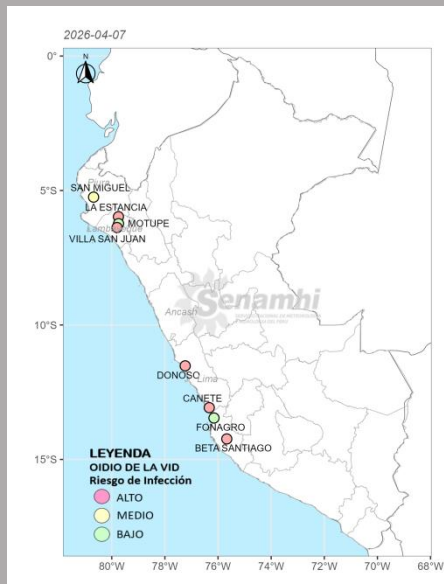 2026-04-07
N
0°
5°S
10°S
15°S
Piura
SAN MIGUEL
LA ESTANCIA
MOTUPE
Lambayeque
VILLA SAN JUAN
Senamhi
Ancash
DONOSO
Lima
CANETE
FONAGRO
BETA SANTIAGO
LEYENDA
OIDIO DE LA VID
Riesgo de Infección
ALTO
MEDIO
BAJO
80°W 78°W 76°W 74°W 72°W 70°W 68°W